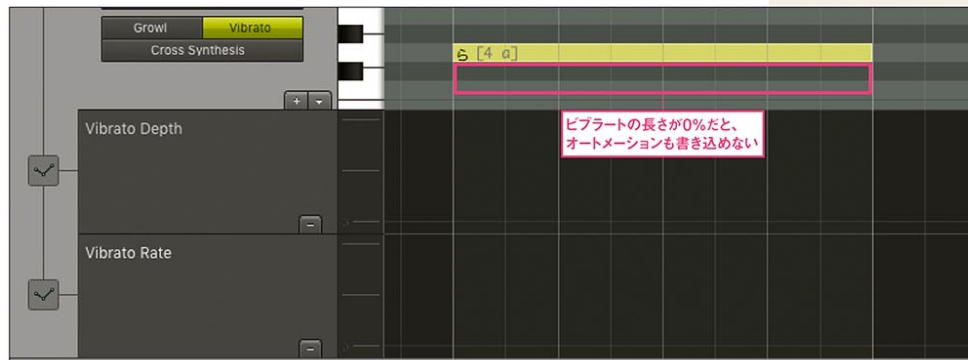 Growl Vibrato
Cross Synthesis
ら [4 a]
+
Vibrato Depth
ビブラートの長さが0%だと、
オートメーションも書き込めない
−
Vibrato Rate
−